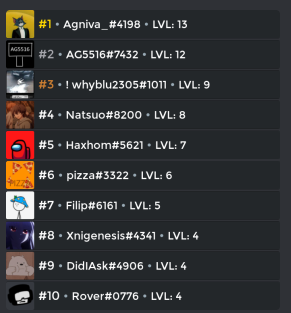 #1 • Agniva_#4198 • LVL: 13
AG5516
#2 • AG5516#7432 • LVL: 12
#3 • ! whyblu2305#1011 • LVL: 9
#4 • Natsuo#8200 • LVL: 8
#5 • Haxhom#5621 • LVL: 7
#6 • pizza#3322 • LVL: 6
#7 • Filip#6161 • LVL: 5
#8 • Xnigenesis#4341 • LVL: 4
#9 • DidIAsk#4906 • LVL: 4
#10 • Rover#0776 • LVL: 4